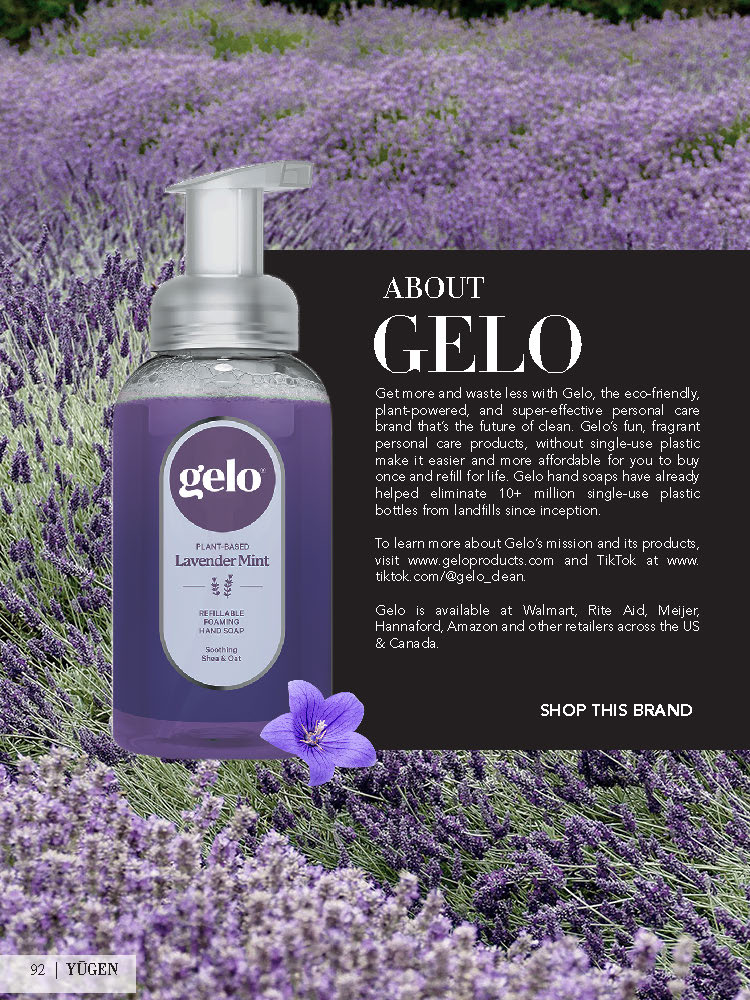 ABOUT
GELO
Get more and waste less with Gelo, the eco-friendly,
plant-powered, and super-effective personal care
brand that's the future of clean. Gelo's fun, fragrant
personal care products, without single-use plastic
make it easier and more affordable for you to buy
once and refill for life. Gelo hand soaps have already
helped eliminate 10+ million single-use plastic
bottles from landfills since inception.
To learn more about Gelo's mission and its products,
visit www.geloproducts.com and TikTok at www.
tiktok.com/@gelo_clean.
Gelo is available at Walmart, Rite Aid, Meijer,
Hannaford, Amazon and other retailers across the US
& Canada.
SHOP THIS BRAND
gelo®
PLANT-BASED
Lavender Mint
REFILLABLE
FOAMING
HAND SOAP
Soothing
Shea & Oat
92 | YŪGEN